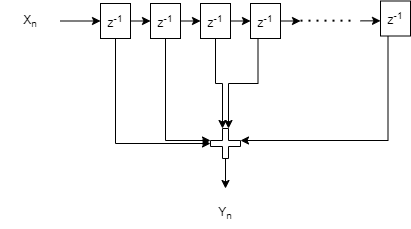 Xₙ z⁻¹ z⁻¹ z⁻¹ z⁻¹ ....... z⁻¹
Yₙ